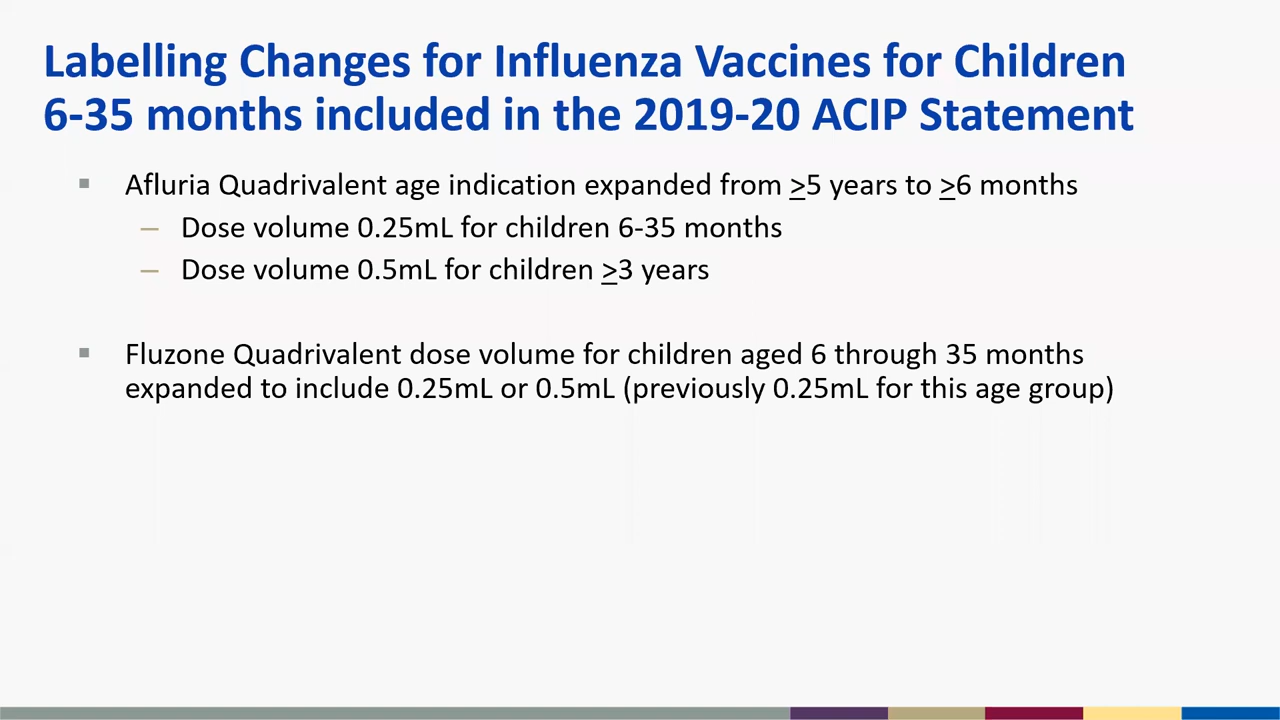 Labelling Changes for Influenza Vaccines for Children
6-35 months included in the 2019-20 ACIP Statement
▪ Afluria Quadrivalent age indication expanded from ≥5 years to ≥6 months
– Dose volume 0.25mL for children 6-35 months
– Dose volume 0.5mL for children ≥3 years
▪ Fluzone Quadrivalent dose volume for children aged 6 through 35 months
expanded to include 0.25mL or 0.5mL (previously 0.25mL for this age group)